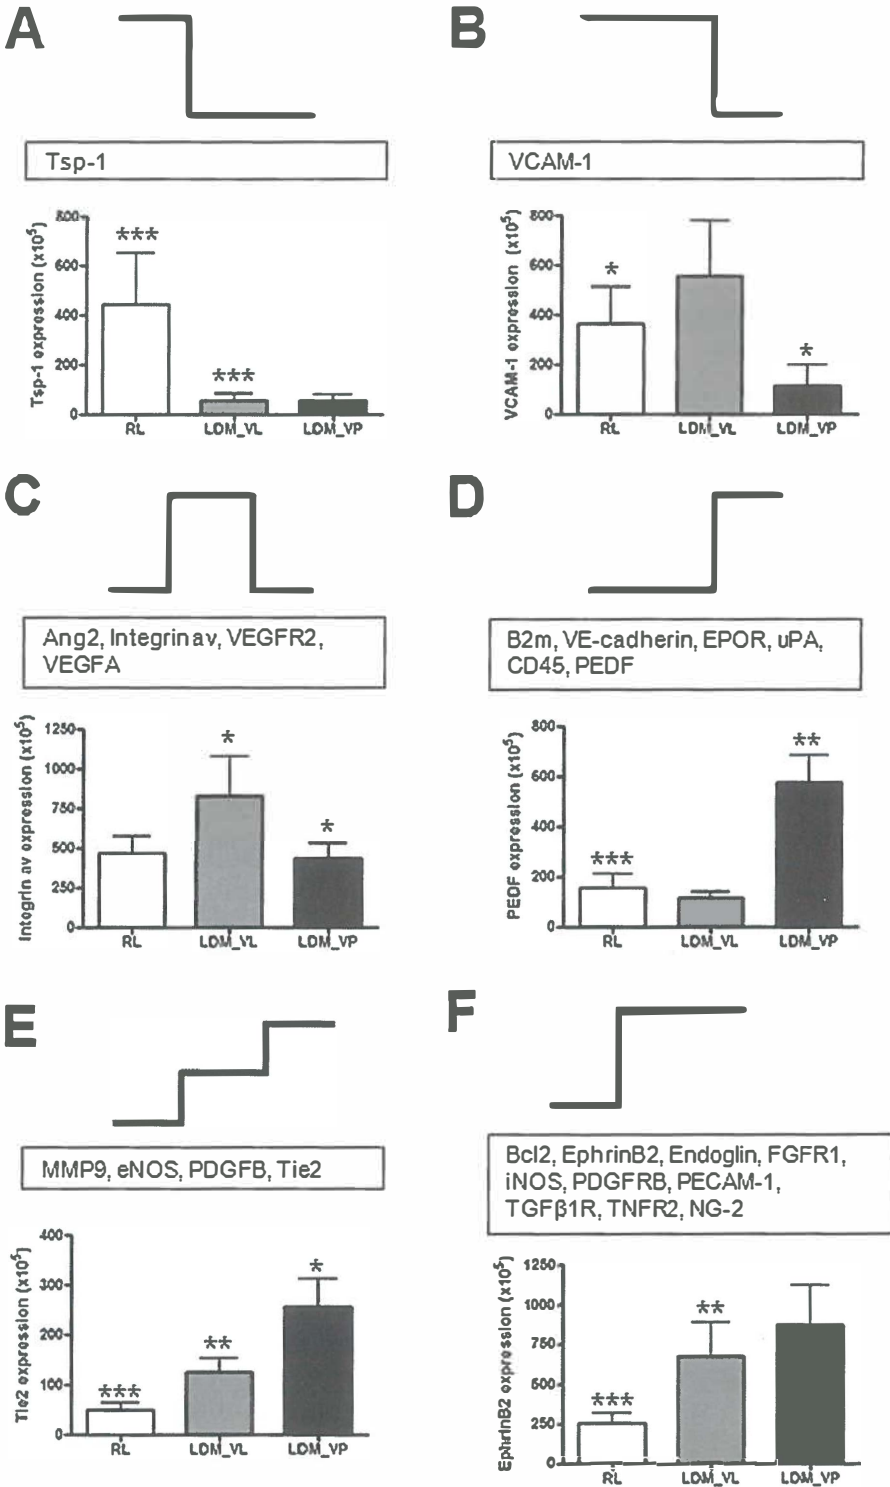 A
Tsp-1
Tsp-1 expression (x10⁵)
800
600
400
200
0
***
***
RL
LDM_VL
LDM_VP
B
VCAM-1
VCAM-1 expression (x10⁵)
800
600
400
200
0
*
*
RL
LDM_VL
LDM_VP
C
Ang2, Integrinav, VEGFR2,
VEGFA
Integrin av expression (x10⁵)
1250
1000
750
500
250
0
*
*
RL
LDM_VL
LDM_VP
D
B2m, VE-cadherin, EPOR, uPA,
CD45, PEDF
PEDF expression (x10⁵)
800
600
400
200
0
***
**
RL
LDM_VL
LDM_VP
E
MMP9, eNOS, PDGFB, Tie2
Tie2 expression (x10⁵)
400
300
200
100
0
***
**
*
RL
LDM_VL
LDM_VP
F
Bcl2, EphrinB2, Endoglin, FGFR1,
iNOS, PDGFRB, PECAM-1,
TGFβ1R, TNFR2, NG-2
EphrinB2 expression (x10⁵)
1250
1000
750
500
250
0
***
**
RL
LDM_VL
LDM_VP